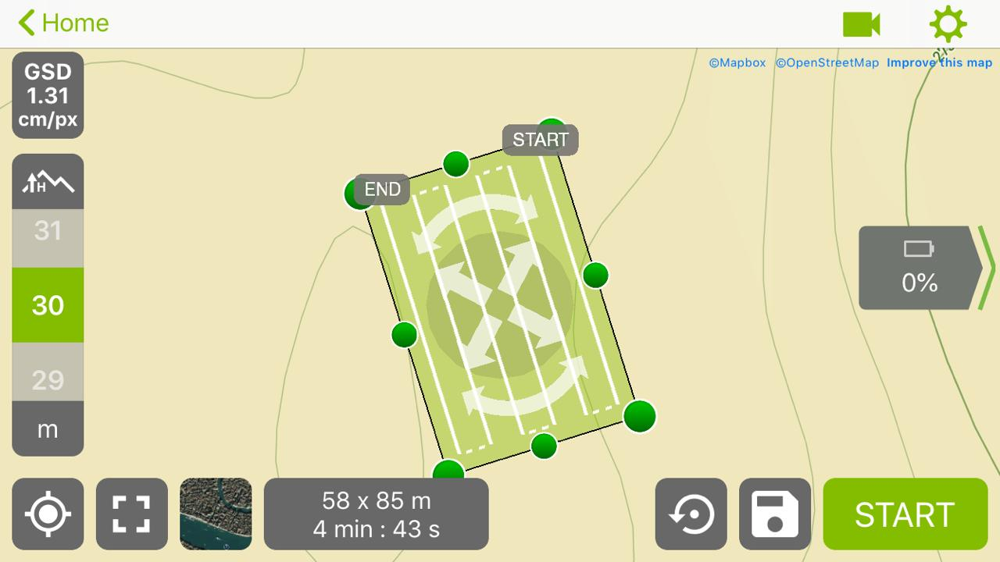 Home
©Mapbox ©OpenStreetMap Improve this map
GSD
1.31
cm/px
H
31
30
29
m
START
END
0%
58 x 85 m
4 min : 43 s
START